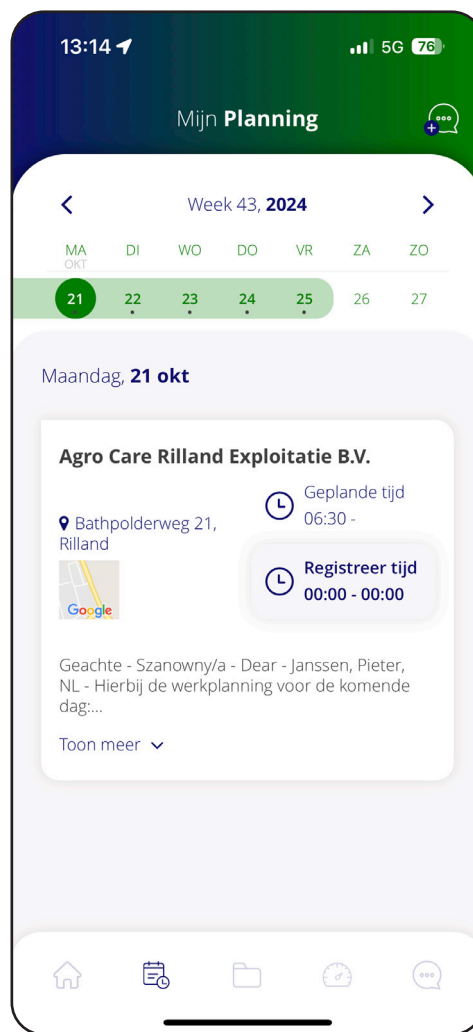 13:14 5G 76
Mijn Planning
Week 43, 2024
MA DI WO DO VR ZA ZO
OKT
21 22 23 24 25 26 27
Maandag, 21 okt
Agro Care Rilland Exploitatie B.V.
Bathpolderweg 21,
Rilland
Google
Geplande tijd
06:30 -
Registreer tijd
00:00 - 00:00
Geachte - Szanowny/a - Dear - Janssen, Pieter,
NL - Hierbij de werkplanning voor de komende
dag:...
Toon meer